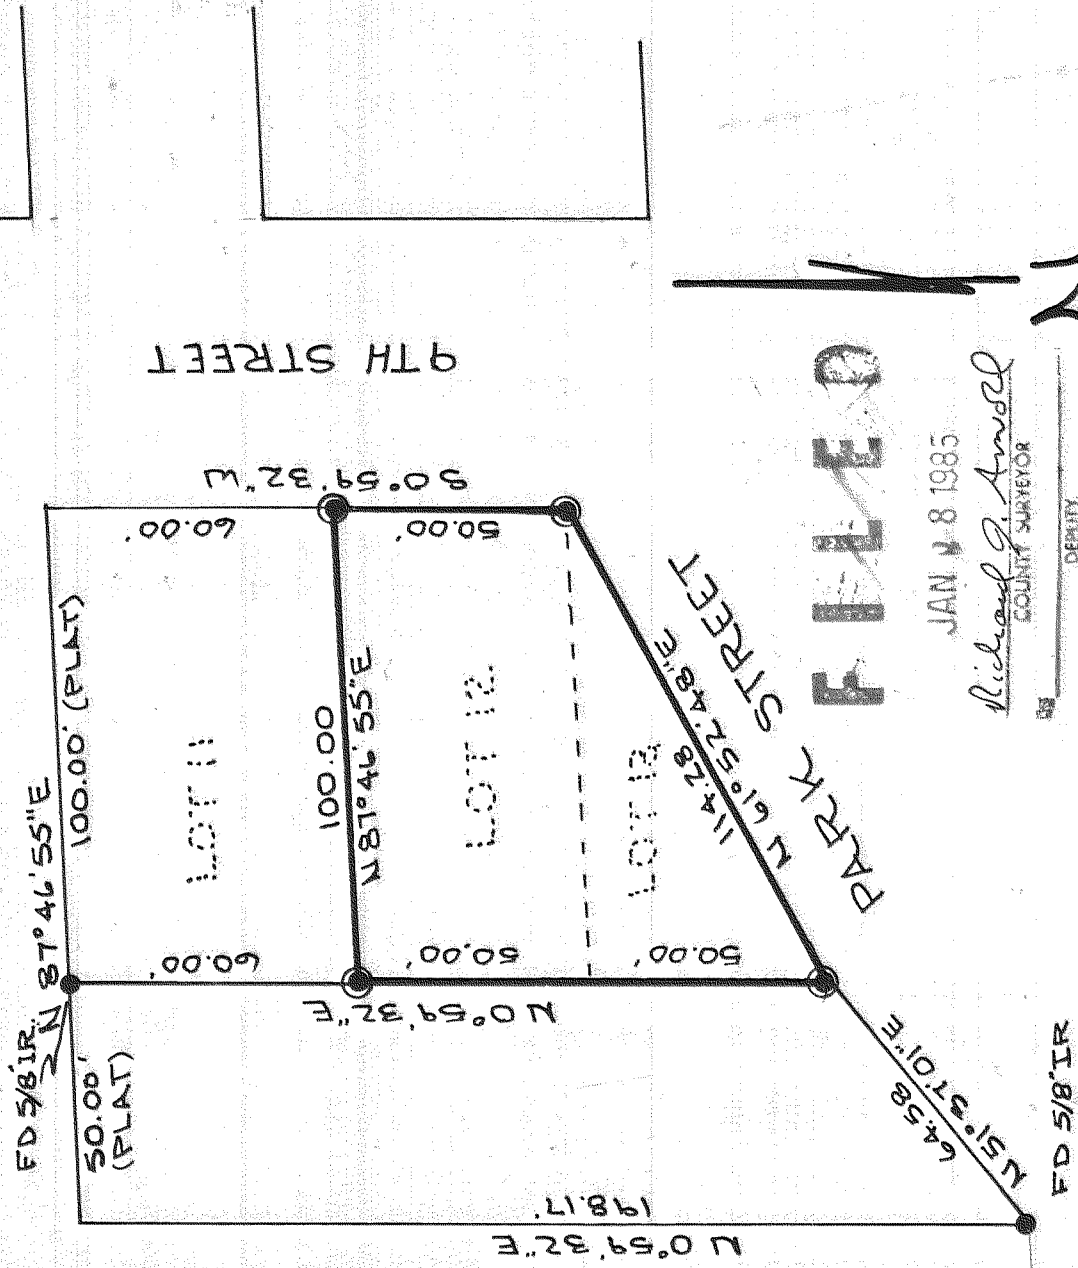 FD 5/8" IR.
N 87° 46' 55" E
50.00'
(PLAT)
100.00' (PLAT)
60.00'
60.00'
LOT 11
S 0° 59' 32" W
9TH STREET
100.00
N 87° 46' 55" E
50.00'
50.00'
LOT 12
50.00'
LOT 13
N 0° 59' 32" E
114.28
N 61° 52' 48" E
PARK STREET
198.17'
N 0° 59' 32" E
64.58
N 51° 37' 01" E
FD 5/8" IR
FILED
JAN 8 1985
Richard G. Arnold
COUNTY SURVEYOR
DEPUTY